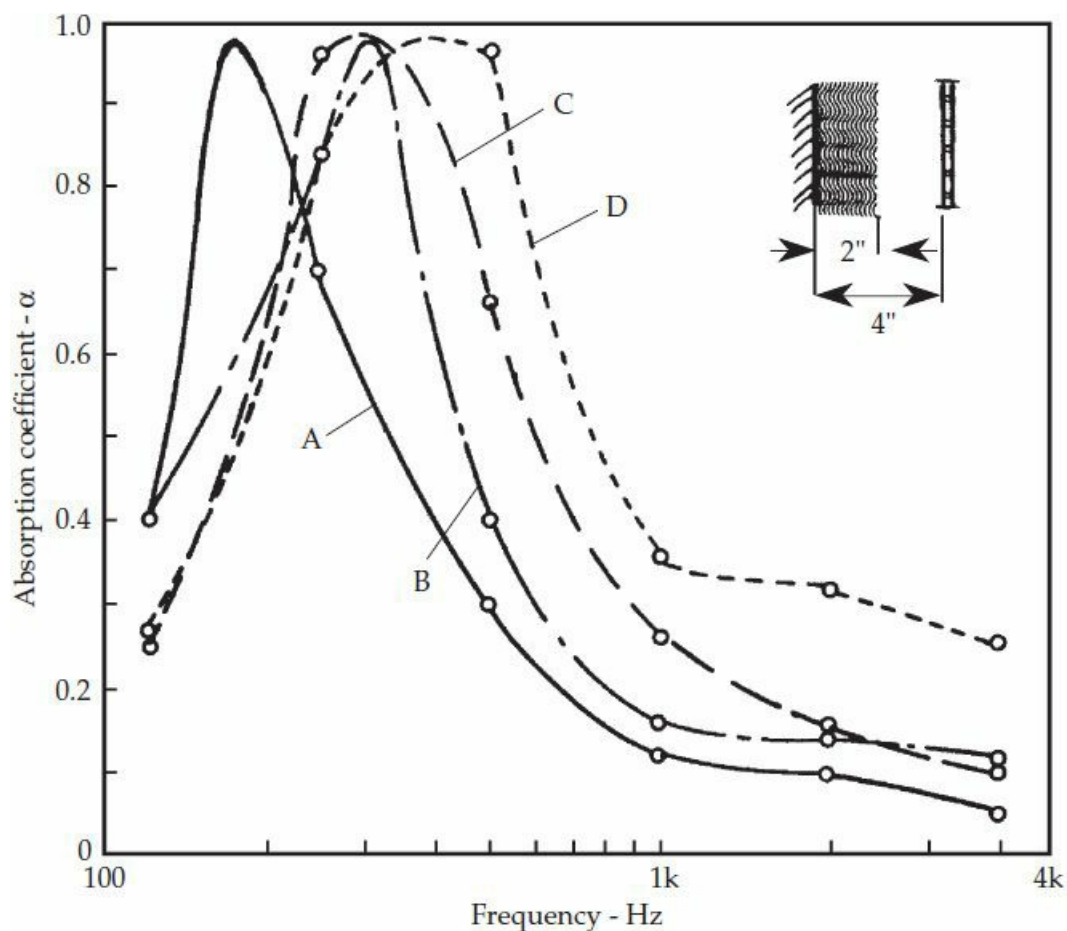 1.0
0.8
0.6
0.4
0.2
0
Absorption coefficient - α
A
B
C
D
2"
4"
100
1k
4k
Frequency - Hz